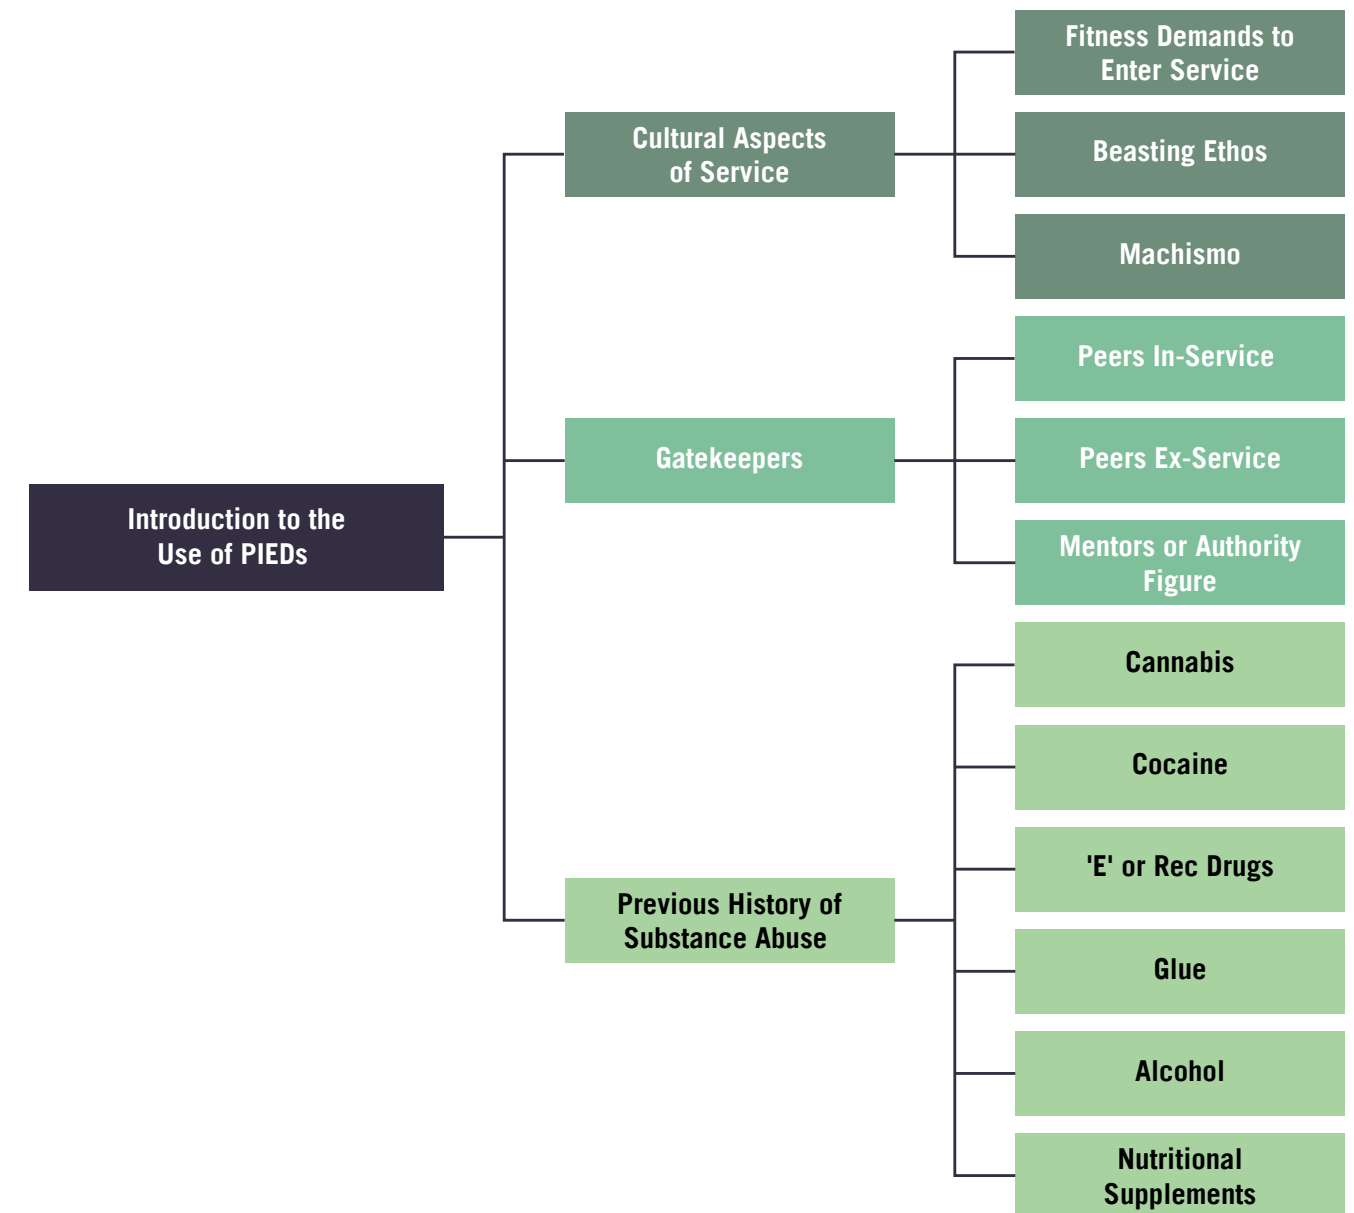 Introduction to the
Use of PIEDs
Cultural Aspects
of Service
Fitness Demands to
Enter Service
Beasting Ethos
Machismo
Gatekeepers
Peers In-Service
Peers Ex-Service
Mentors or Authority
Figure
Previous History of
Substance Abuse
Cannabis
Cocaine
'E' or Rec Drugs
Glue
Alcohol
Nutritional
Supplements